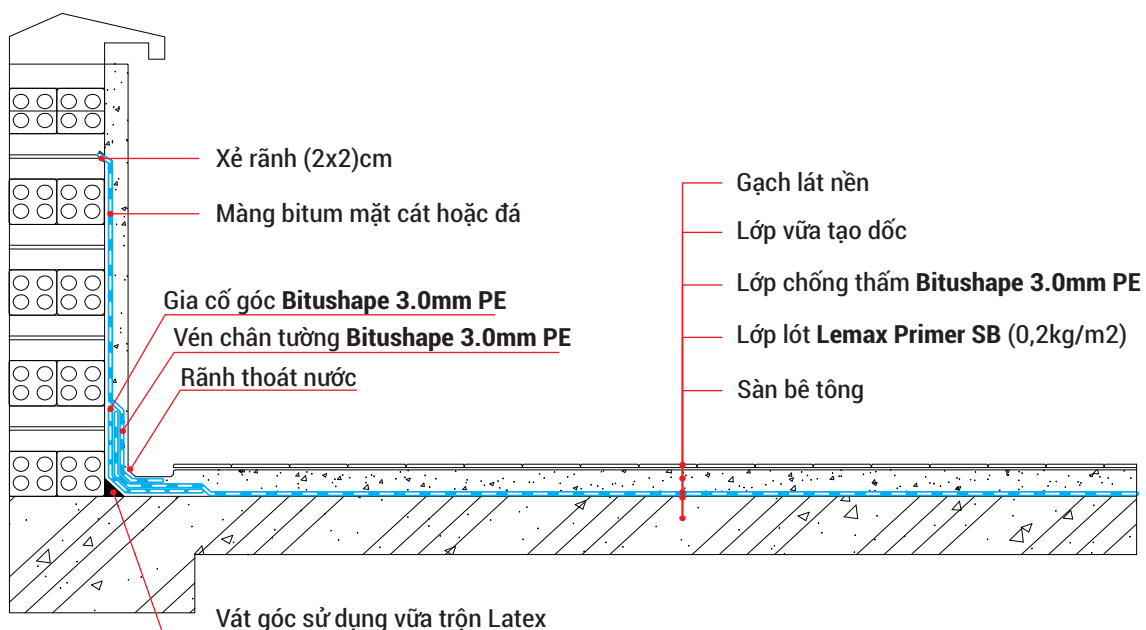 Xẻ rãnh (2x2)cm
Màng bitum mặt cát hoặc đá
Gia cố góc Bitushape 3.0mm PE
Vén chân tường Bitushape 3.0mm PE
Rãnh thoát nước
Gạch lát nền
Lớp vữa tạo dốc
Lớp chống thấm Bitushape 3.0mm PE
Lớp lót Lemax Primer SB (0,2kg/m2)
Sàn bê tông
Vát góc sử dụng vữa trộn Latex